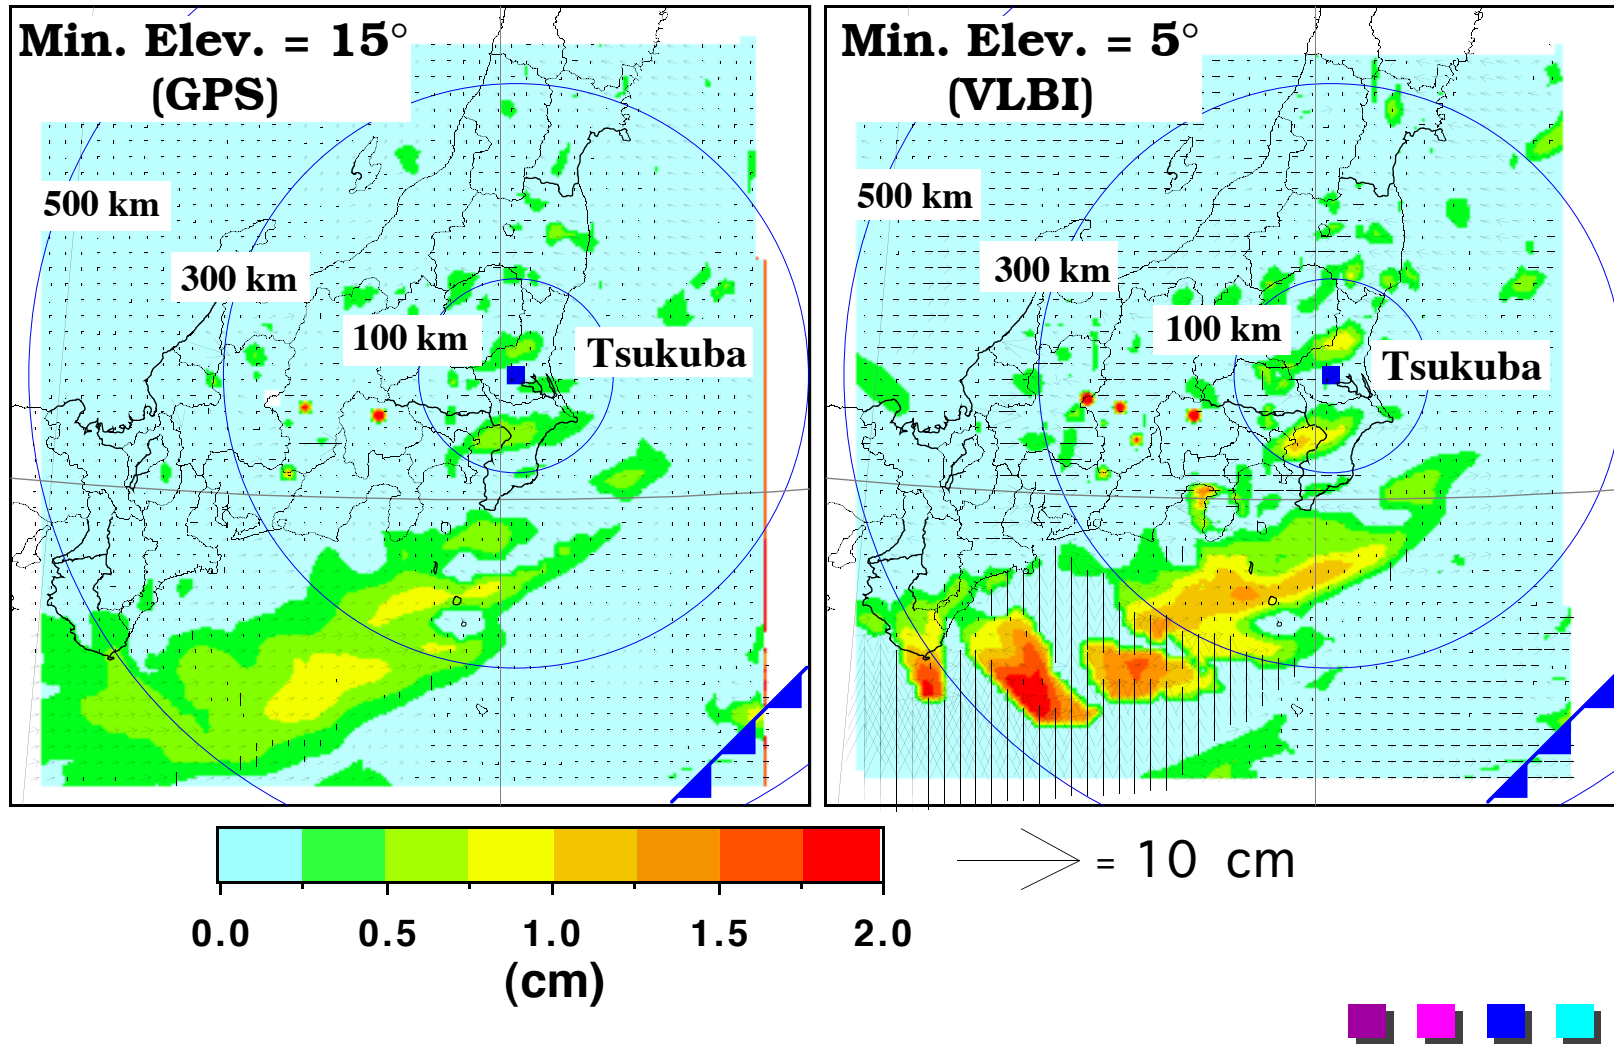 Min. Elev. = 15°
(GPS)
500 km
300 km
100 km
Tsukuba
Min. Elev. = 5°
(VLBI)
500 km
300 km
100 km
Tsukuba
0.0 0.5 1.0 1.5 2.0
(cm)
= 10 cm